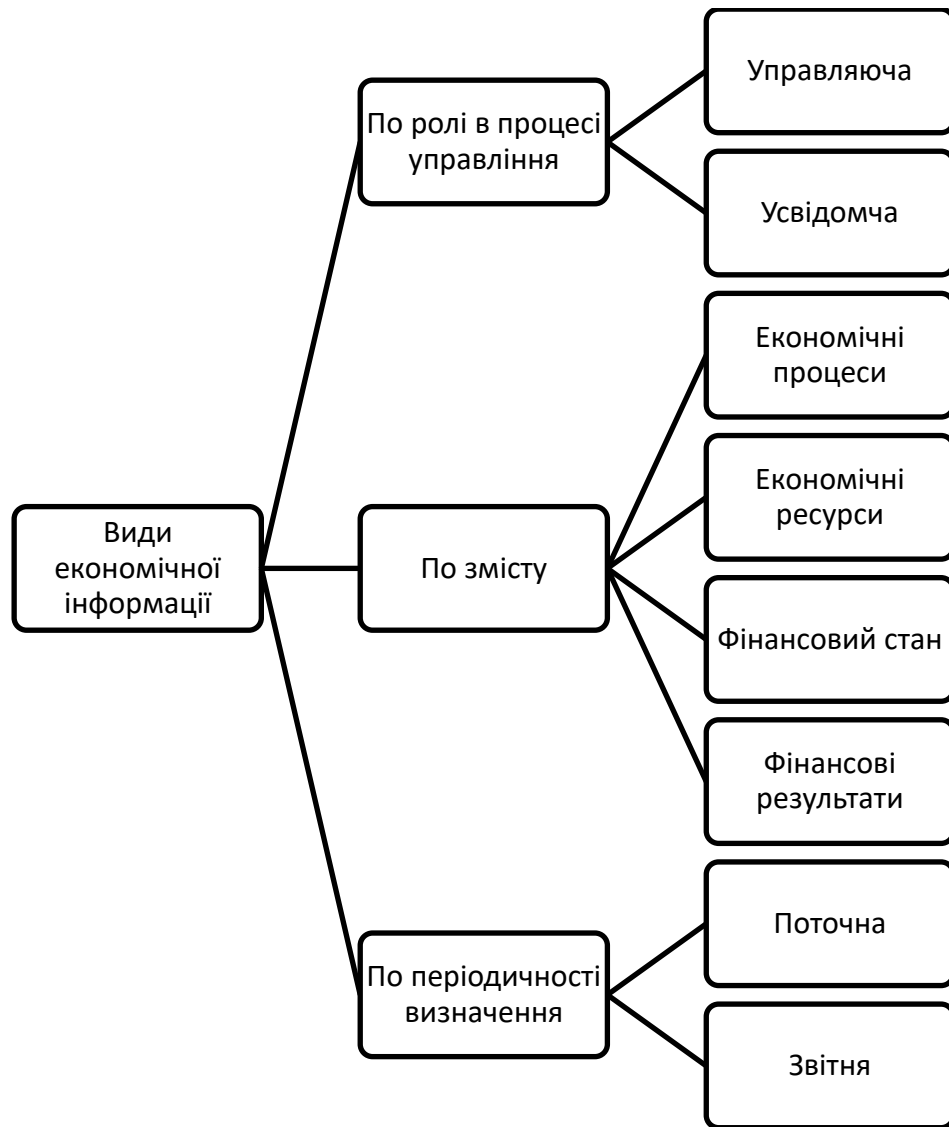 Види
економічної
інформації
По ролі в процесі
управління
Управляюча
Усвідомча
По змісту
Економічні
процеси
Економічні
ресурси
Фінансовий стан
Фінансові
результати
По періодичності
визначення
Поточна
Звітня